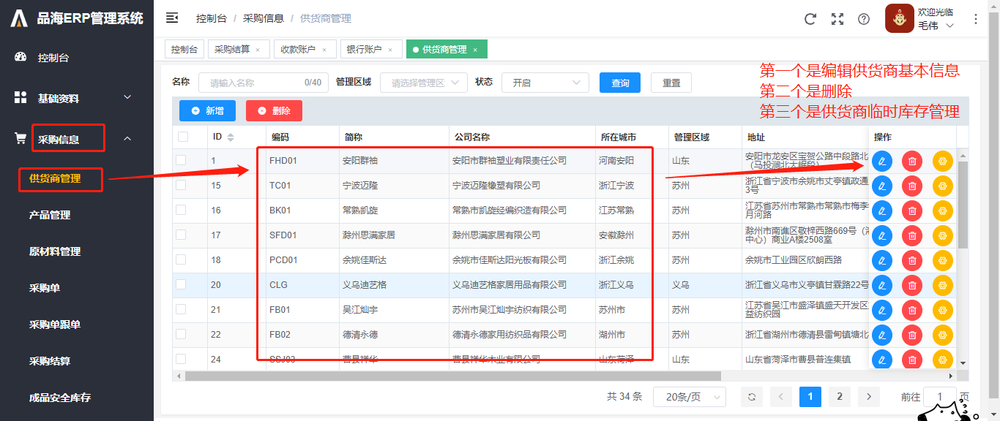 品海ERP管理系统
控制台 / 采购信息 / 供货商管理
欢迎光临
毛伟
控制台
基础资料
采购信息
供货商管理
产品管理
原材料管理
采购单
采购单跟单
采购结算
成品安全库存
控制台 采购结算 × 收款账户 × 银行账户 × 供货商管理 ×
名称 请输入名称 0/40 管理区域 请选择管理区 状态 开启 查询 重置
第一个是编辑供货商基本信息
第二个是删除
第三个是供货商临时库存管理
新增 删除
ID 编码 简称 公司名称 所在城市 管理区域 地址 操作
1 FHD01 安阳群袖 安阳市群袖塑业有限责任公司 河南安阳 山东 安阳市龙安区宝贺公路中段路北
（马投涧北大
15 TC01 宁波迈隆 宁波迈隆橡塑有限公司 浙江宁波 苏州 浙江省宁波市余姚市丈亭镇政通
3号
16 BK01 常熟凯旋 常熟市凯旋经编织造有限公司 江苏常熟 苏州 江苏省苏州市常熟市常熟市梅李
月河路
17 SFD01 滁州思满家居 滁州思满家居有限公司 安徽滁州 苏州 滁州市南谯区敬梓西路669号（
中心）商业A楼2508室
18 PCD01 余姚佳斯达 余姚市佳斯达阳光板有限公司 浙江余姚 苏州 余姚市工业园区欣朗西路
20 CLG 义乌迪艺格 义乌迪艺格家居用品有限公司 浙江义乌 义乌 浙江省义乌市义亭镇甘霖路22号
21 FB01 吴江灿宇 苏州市吴江灿宇纺织有限公司 苏州市 苏州 江苏省吴江市盛泽镇盛天开发区
益纺织园
22 FB02 德清永德 德清永德家用纺织品有限公司 湖州市 苏州 浙江省湖州市德清县雷甸镇塘北
24 SSJ03 曹县祥华 曹县祥华木业有限公司 山东菏泽 山东 山东省菏泽市曹县普连集镇
共 34 条 20条/页 1 2 前往 1 页